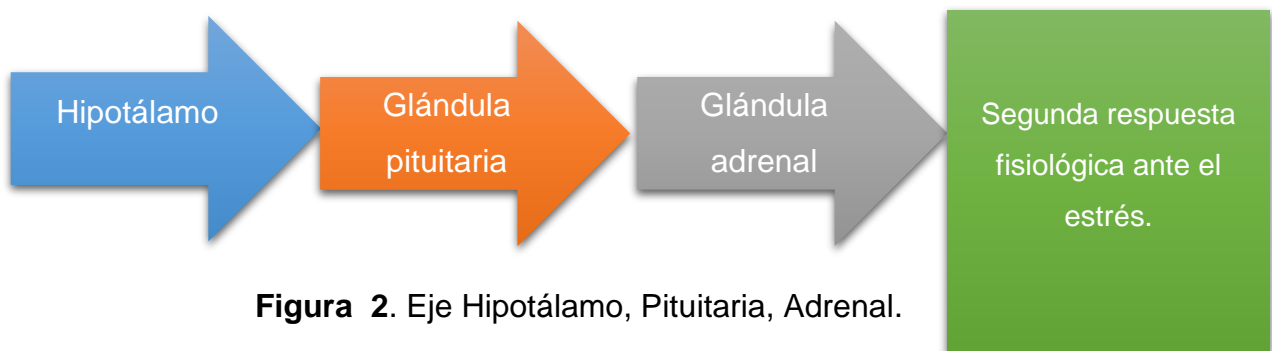 Hipotálamo
Glándula
pituitaria
Glándula
adrenal
Segunda respuesta
fisiológica ante el
estrés.
Figura 2. Eje Hipotálamo, Pituitaria, Adrenal.